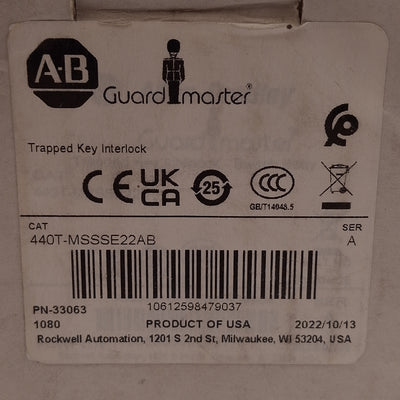 A-B
Guardmaster®
Trapped Key Interlock
CE UK CA 25 CCC
GB/T14048.5
CAT SER
440T-MSSSE22AB A
PN-33063 10612598479037
1080 PRODUCT OF USA 2022/10/13
Rockwell Automation, 1201 S 2nd St, Milwaukee, WI 53204, USA